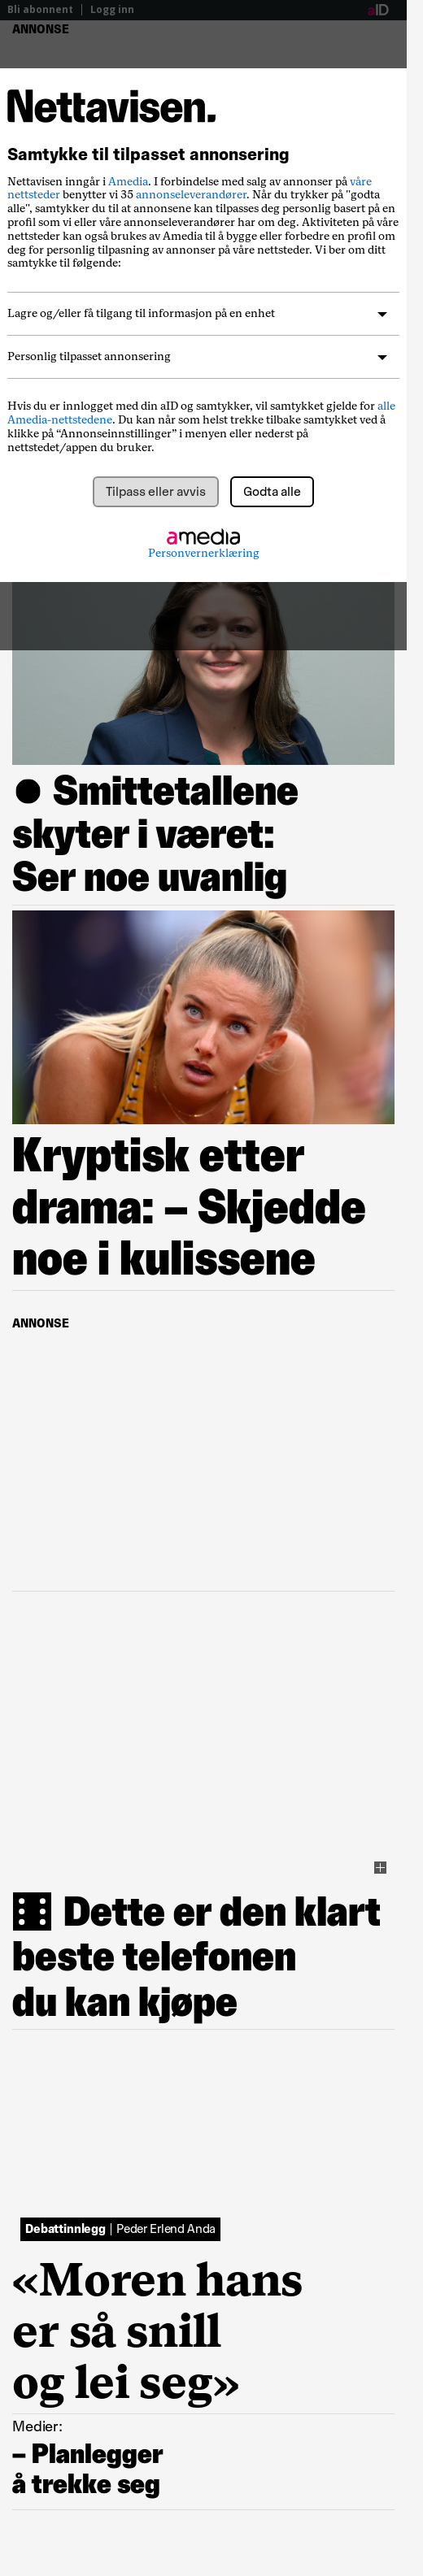 Bli abonnent | Logg inn aID
ANNONSE
Nettavisen.
Samtykke til tilpasset annonsering
Nettavisen inngår i Amedia. I forbindelse med salg av annonser på våre
nettsteder benytter vi 35 annonseleverandører. Når du trykker på "godta
alle", samtykker du til at annonsene kan tilpasses deg personlig basert på en
profil som vi eller våre annonseleverandører har om deg. Aktiviteten på våre
nettsteder kan også brukes av Amedia til å bygge eller forbedre en profil om
deg for personlig tilpasning av annonser på våre nettsteder. Vi ber om ditt
samtykke til følgende:
Lagre og/eller få tilgang til informasjon på en enhet
Personlig tilpasset annonsering
Hvis du er innlogget med din aID og samtykker, vil samtykket gjelde for alle
Amedia-nettstedene. Du kan når som helst trekke tilbake samtykket ved å
klikke på “Annonseinnstillinger” i menyen eller nederst på
nettstedet/appen du bruker.
Tilpass eller avvis Godta alle
amedia
Personvernerklæring
Smittetallene
skyter i været:
Ser noe uvanlig
Kryptisk etter
drama: – Skjedde
noe i kulissene
ANNONSE
Dette er den klart
beste telefonen
du kan kjøpe
Debattinnlegg | Peder Erlend Anda
«Moren hans
er så snill
og lei seg»
Medier:
– Planlegger
å trekke seg